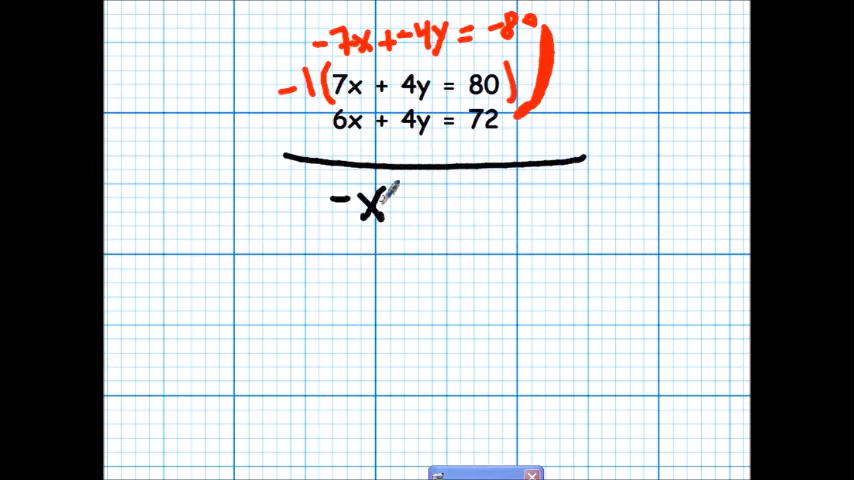 -7x + -4y = -80
-1(7x + 4y = 80)
6x + 4y = 72
-x